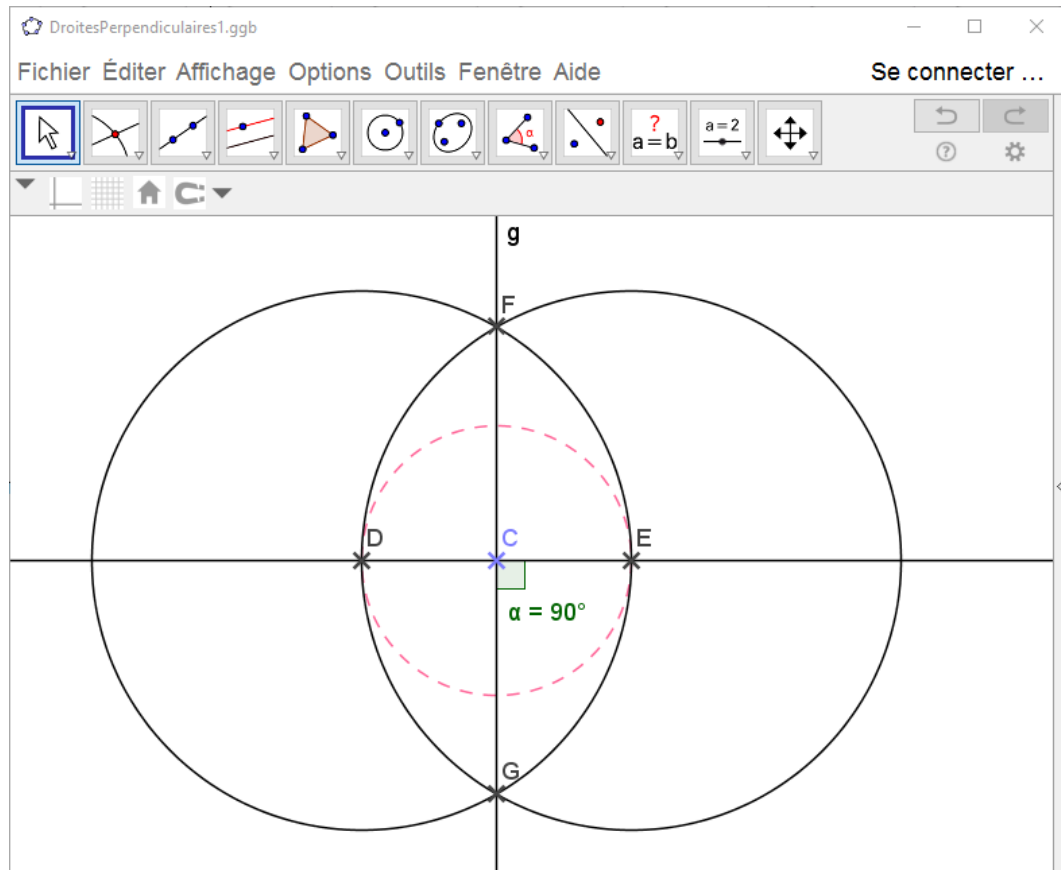 DroitesPerpendiculaires1.ggb
Fichier Éditer Affichage Options Outils Fenêtre Aide Se connecter ...
α ? a = b a = 2
g
F
D C E
α = 90°
G